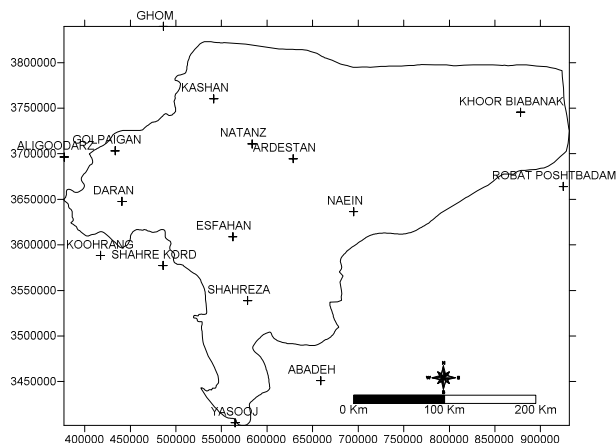 GHOM
3800000
KASHAN
3750000
KHOOR BIABANAK
NATANZ
GOLPAIGAN
ALIGOODARZ
ARDESTAN
3700000
ROBAT POSHTBADAM
DARAN
NAEIN
3650000
ESFAHAN
3600000
KOOHRANG
SHAHRE KORD
3550000
SHAHREZA
3500000
ABADEH
3450000
0 Km 100 Km 200 Km
YASOOJ
400000 450000 500000 550000 600000 650000 700000 750000 800000 850000 900000